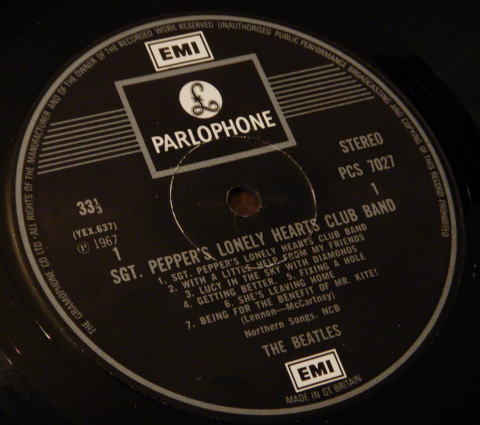 THE GRAMOPHONE CO LTD · ALL RIGHTS OF THE MANUFACTURER AND OF THE OWNER OF THE RECORDED WORK RESERVED UNAUTHORISED PUBLIC PERFORMANCE BROADCASTING AND COPYING OF THIS RECORD PROHIBITED
EMI
£
PARLOPHONE
STEREO
33⅓
PCS 7027
(YEX.637)
1
℗ 1967
1
SGT. PEPPER'S LONELY HEARTS CLUB BAND
1. SGT. PEPPER'S LONELY HEARTS CLUB BAND
2. WITH A LITTLE HELP FROM MY FRIENDS
3. LUCY IN THE SKY WITH DIAMONDS
4. GETTING BETTER. 5. FIXING A HOLE
6. SHE'S LEAVING HOME
7. BEING FOR THE BENEFIT OF MR. KITE!
(Lennon—McCartney)
Northern Songs, NCB
THE BEATLES
EMI
MADE IN GT BRITAIN